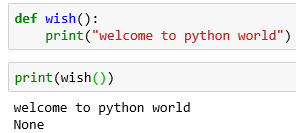 def wish():
    print("welcome to python world")
print(wish())
welcome to python world
None